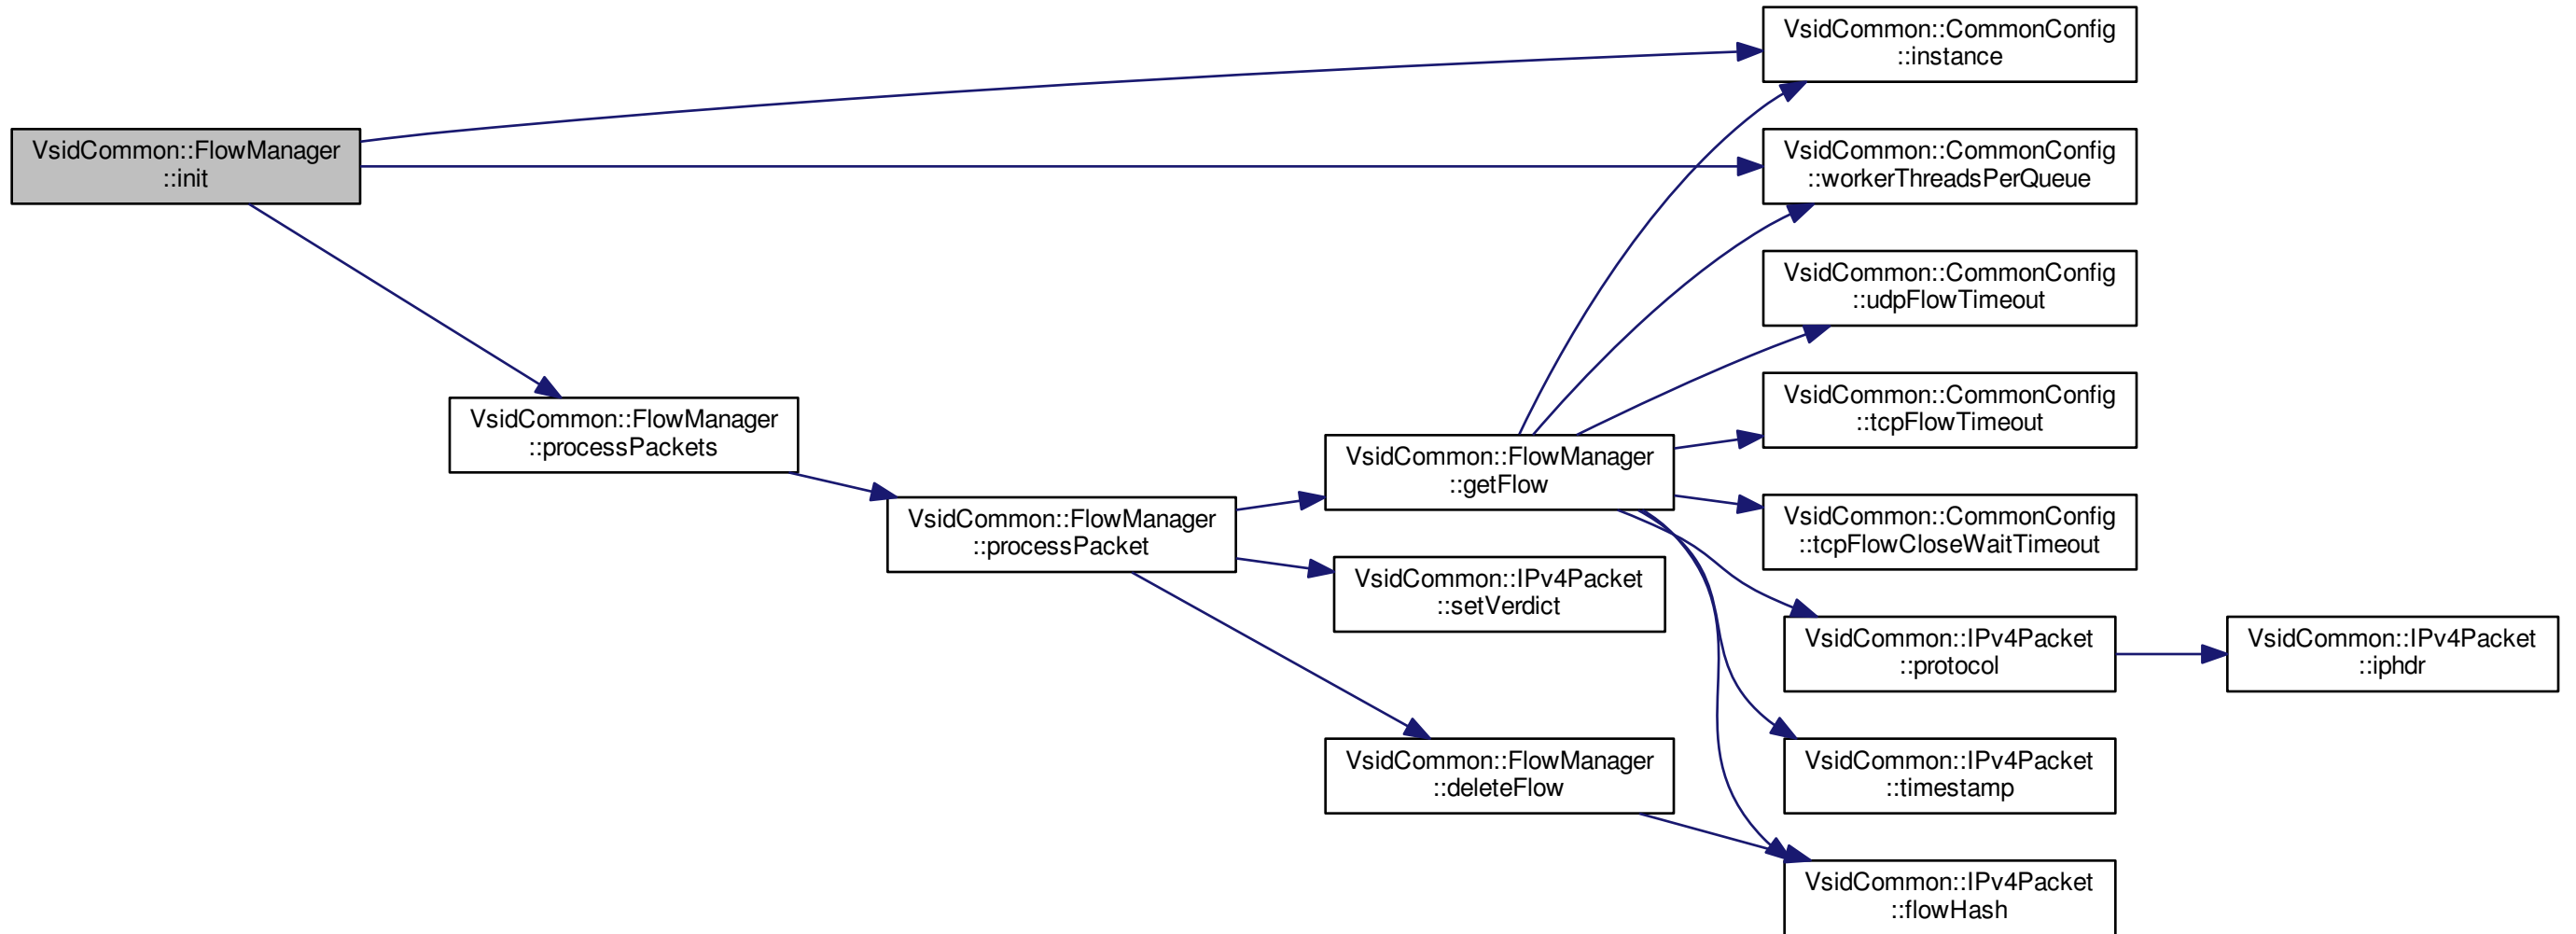 VsidCommon::CommonConfig
::instance
VsidCommon::FlowManager
::init
VsidCommon::CommonConfig
::workerThreadsPerQueue
VsidCommon::CommonConfig
::udpFlowTimeout
VsidCommon::FlowManager
::processPackets
VsidCommon::CommonConfig
::tcpFlowTimeout
VsidCommon::FlowManager
::getFlow
VsidCommon::FlowManager
::processPacket
VsidCommon::CommonConfig
::tcpFlowCloseWaitTimeout
VsidCommon::IPv4Packet
::setVerdict
VsidCommon::IPv4Packet
::protocol
VsidCommon::IPv4Packet
::iphdr
VsidCommon::FlowManager
::deleteFlow
VsidCommon::IPv4Packet
::timestamp
VsidCommon::IPv4Packet
::flowHash